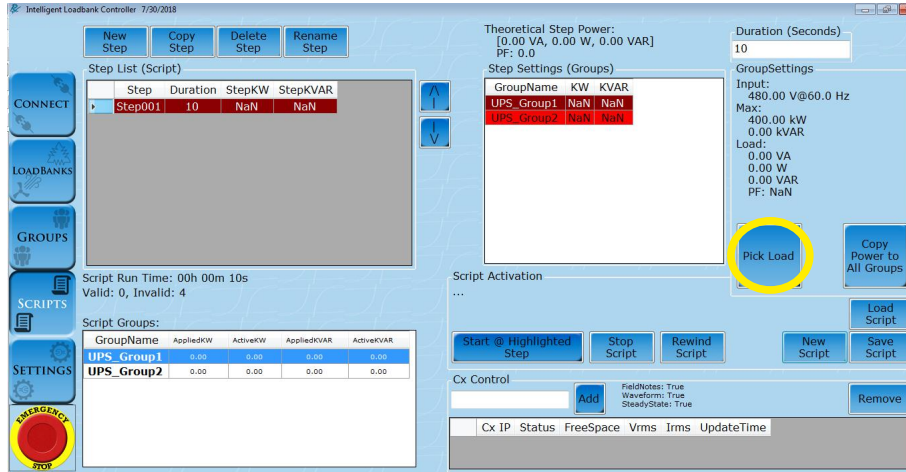 Intelligent Loadbank Controller 7/30/2018
New Step
Copy Step
Delete Step
Rename Step
Theoretical Step Power:
[0.00 VA, 0.00 W, 0.00 VAR]
PF: 0.0
Duration (Seconds)
10
Step List (Script)
Step Duration StepKW StepKVAR
Step001 10 NaN NaN
Step Settings (Groups)
GroupName KW KVAR
UPS_Group1 NaN NaN
UPS_Group2 NaN NaN
GroupSettings
Input:
480.00 V@60.0 Hz
Max:
400.00 kW
0.00 kVAR
Load:
0.00 VA
0.00 W
0.00 VAR
PF: NaN
Pick Load
Copy Power to All Groups
CONNECT
LOADBANKS
GROUPS
SCRIPTS
SETTINGS
EMERGENCY
STOP
Script Run Time: 00h 00m 10s
Valid: 0, Invalid: 4
Script Groups:
GroupName AppliedKW ActiveKW AppliedKVAR ActiveKVAR
UPS_Group1 0.00 0.00 0.00 0.00
UPS_Group2 0.00 0.00 0.00 0.00
Script Activation
...
Load Script
Start @ Highlighted Step
Stop Script
Rewind Script
New Script
Save Script
Cx Control
Add
FieldNotes: True
Waveform: True
SteadyState: True
Remove
Cx IP Status FreeSpace Vrms Irms UpdateTime